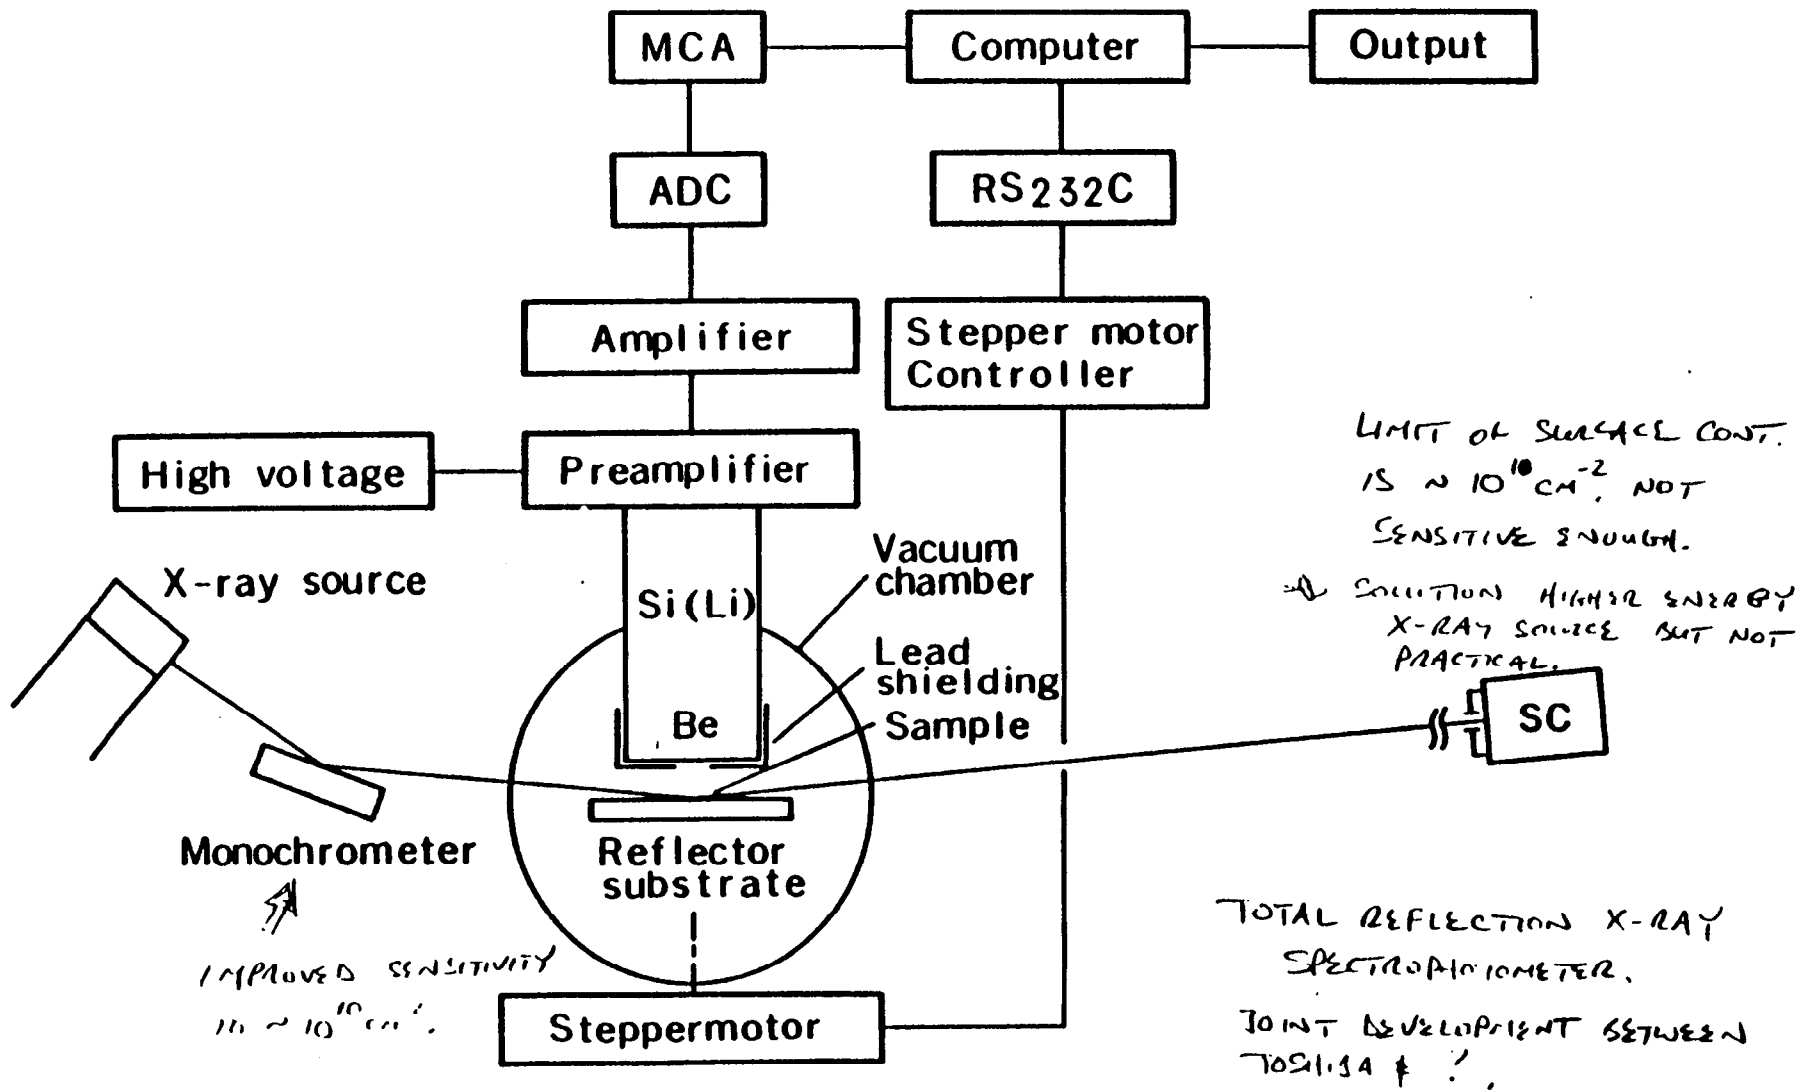 MCA
Computer
Output
ADC
RS232C
Amplifier
Stepper motor
Controller
High voltage
Preamplifier
LIMIT OF SURFACE CONT.
IS ~ 10¹⁰ CM⁻². NOT
SENSITIVE ENOUGH.
X-ray source
Si(Li)
Vacuum
chamber
SOLUTION HIGHER ENERGY
X-RAY SOURCE BUT NOT
PRACTICAL.
Lead
shielding
Be
Sample
SC
Monochrometer
Reflector
substrate
IMPROVED SENSITIVITY
~ 10¹⁰
TOTAL REFLECTION X-RAY
SPECTROPHOTOMETER.
Steppermotor
JOINT DEVELOPMENT BETWEEN
TOSHIBA & ?